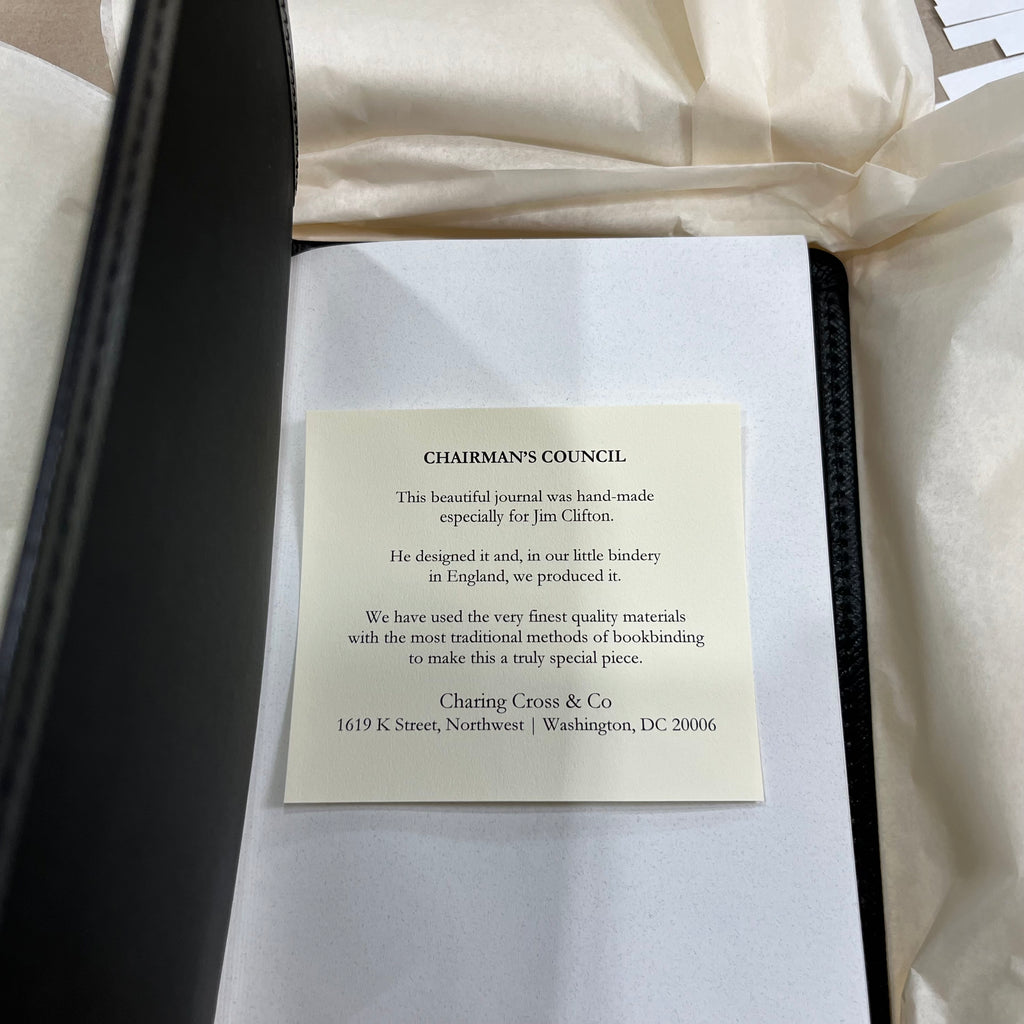 CHAIRMAN'S COUNCIL
This beautiful journal was hand-made
especially for Jim Clifton.
He designed it and, in our little bindery
in England, we produced it.
We have used the very finest quality materials
with the most traditional methods of bookbinding
to make this a truly special piece.
Charing Cross & Co
1619 K Street, Northwest | Washington, DC 20006